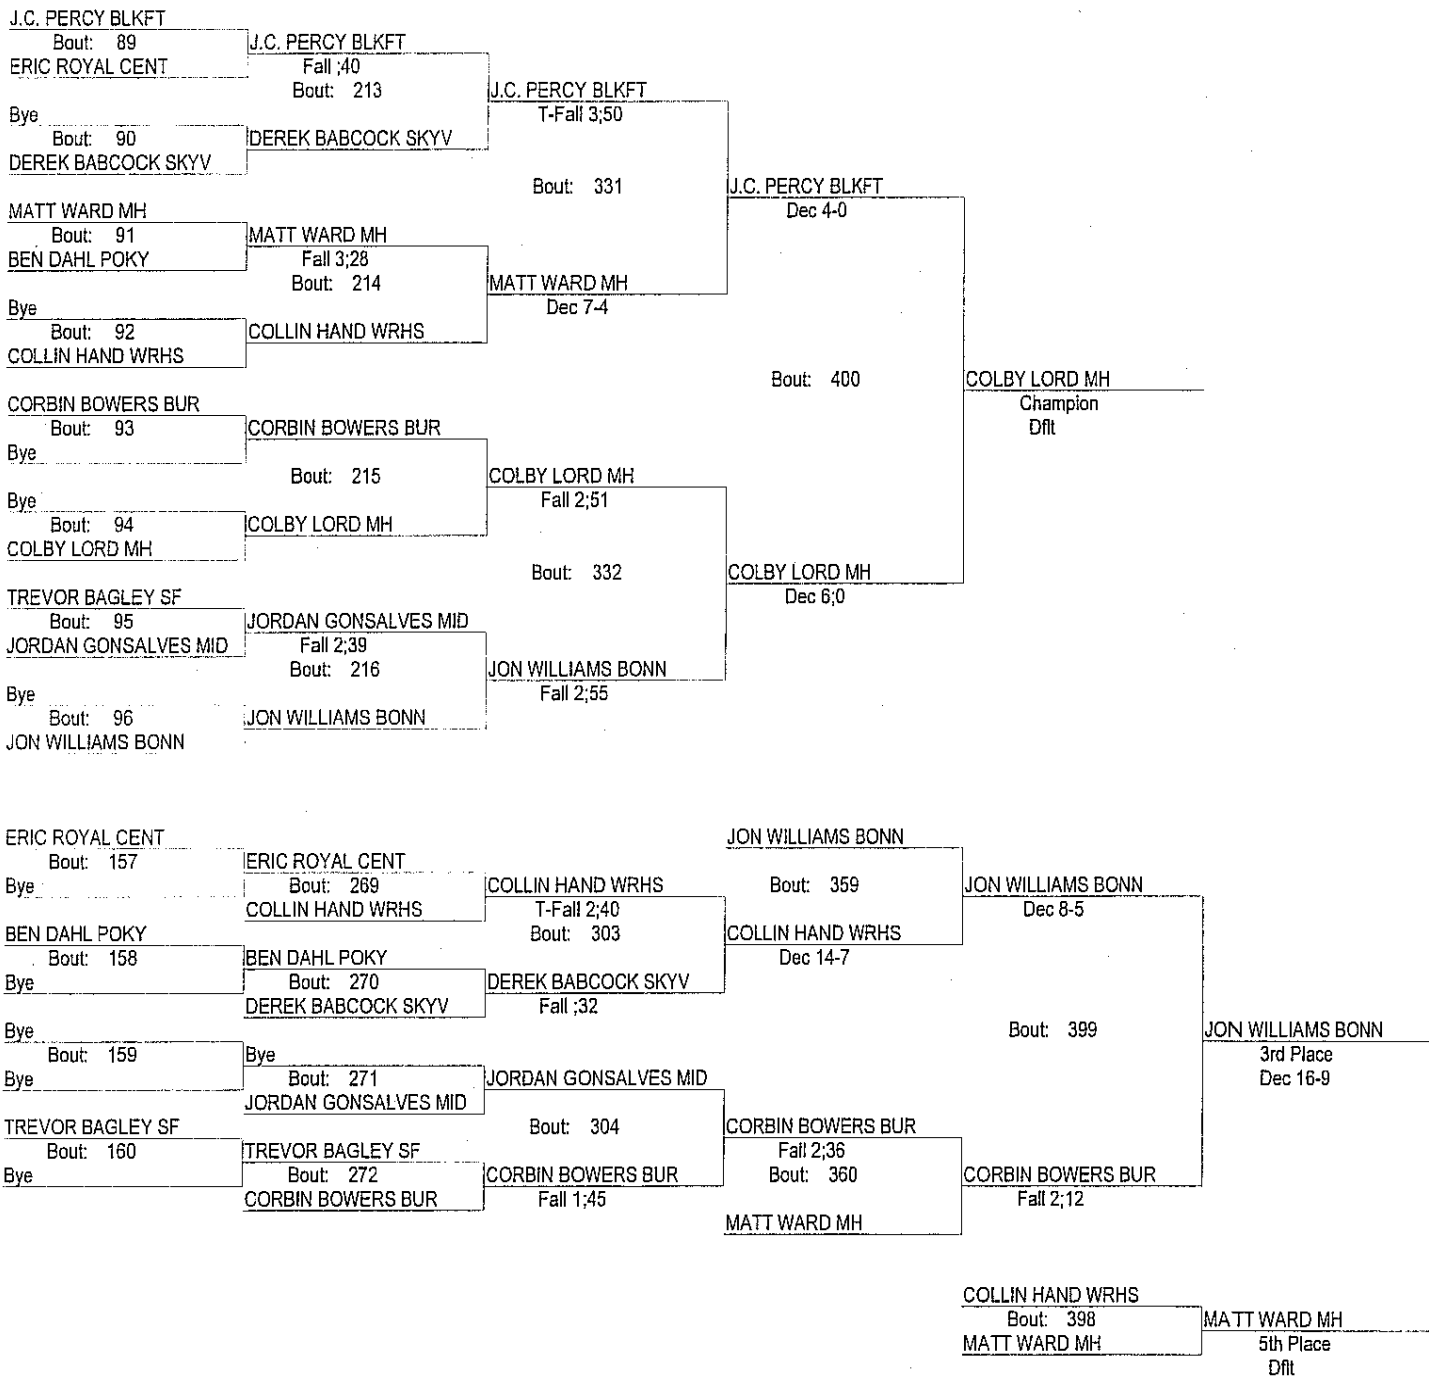 J.C. PERCY BLKFT
Bout: 89
ERIC ROYAL CENT
Bye
Bout: 90
DEREK BABCOCK SKYV
MATT WARD MH
Bout: 91
BEN DAHL POKY
Bye
Bout: 92
COLLIN HAND WRHS
CORBIN BOWERS BUR
Bout: 93
Bye
Bye
Bout: 94
COLBY LORD MH
TREVOR BAGLEY SF
Bout: 95
JORDAN GONSALVES MID
Bye
Bout: 96
JON WILLIAMS BONN
J.C. PERCY BLKFT
Fall ;40
Bout: 213
DEREK BABCOCK SKYV
MATT WARD MH
Fall 3;28
Bout: 214
COLLIN HAND WRHS
CORBIN BOWERS BUR
Bout: 215
COLBY LORD MH
JORDAN GONSALVES MID
Fall 2;39
Bout: 216
JON WILLIAMS BONN
J.C. PERCY BLKFT
T-Fall 3;50
Bout: 331
MATT WARD MH
Dec 7-4
COLBY LORD MH
Fall 2;51
Bout: 332
JON WILLIAMS BONN
Fall 2;55
J.C. PERCY BLKFT
Dec 4-0
Bout: 400
COLBY LORD MH
Dec 6;0
COLBY LORD MH
Champion
Dflt
ERIC ROYAL CENT
Bout: 157
Bye
BEN DAHL POKY
Bout: 158
Bye
Bye
Bout: 159
Bye
TREVOR BAGLEY SF
Bout: 160
Bye
ERIC ROYAL CENT
Bout: 269
COLLIN HAND WRHS
BEN DAHL POKY
Bout: 270
DEREK BABCOCK SKYV
Bye
Bout: 271
JORDAN GONSALVES MID
TREVOR BAGLEY SF
Bout: 272
CORBIN BOWERS BUR
COLLIN HAND WRHS
T-Fall 2;40
Bout: 303
DEREK BABCOCK SKYV
Fall ;32
JORDAN GONSALVES MID
Bout: 304
CORBIN BOWERS BUR
Fall 1;45
JON WILLIAMS BONN
Bout: 359
COLLIN HAND WRHS
Dec 14-7
CORBIN BOWERS BUR
Fall 2;36
Bout: 360
MATT WARD MH
JON WILLIAMS BONN
Dec 8-5
Bout: 399
CORBIN BOWERS BUR
Fall 2;12
JON WILLIAMS BONN
3rd Place
Dec 16-9
COLLIN HAND WRHS
Bout: 398
MATT WARD MH
MATT WARD MH
5th Place
Dflt